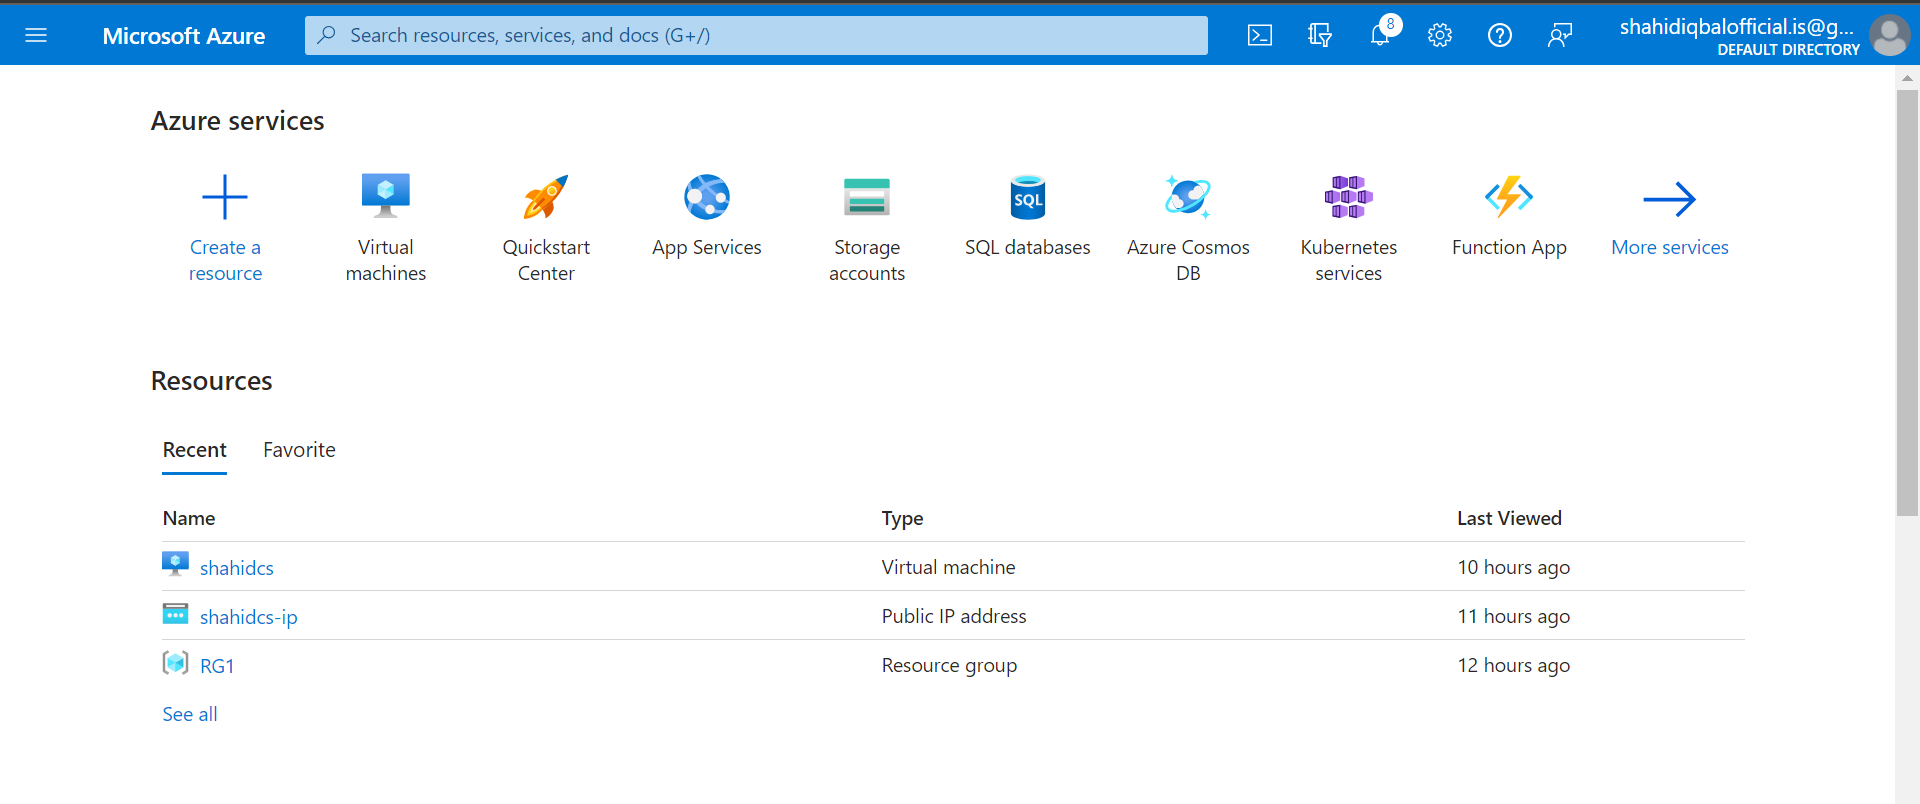 Microsoft Azure
Search resources, services, and docs (G+/)
8
shahidiqbalofficial.is@g...
DEFAULT DIRECTORY
Azure services
Create a
resource
Virtual
machines
Quickstart
Center
App Services
Storage
accounts
SQL
SQL databases
Azure Cosmos
DB
Kubernetes
services
Function App
More services
Resources
Recent Favorite
Name Type Last Viewed
shahidcs Virtual machine 10 hours ago
shahidcs-ip Public IP address 11 hours ago
RG1 Resource group 12 hours ago
See all